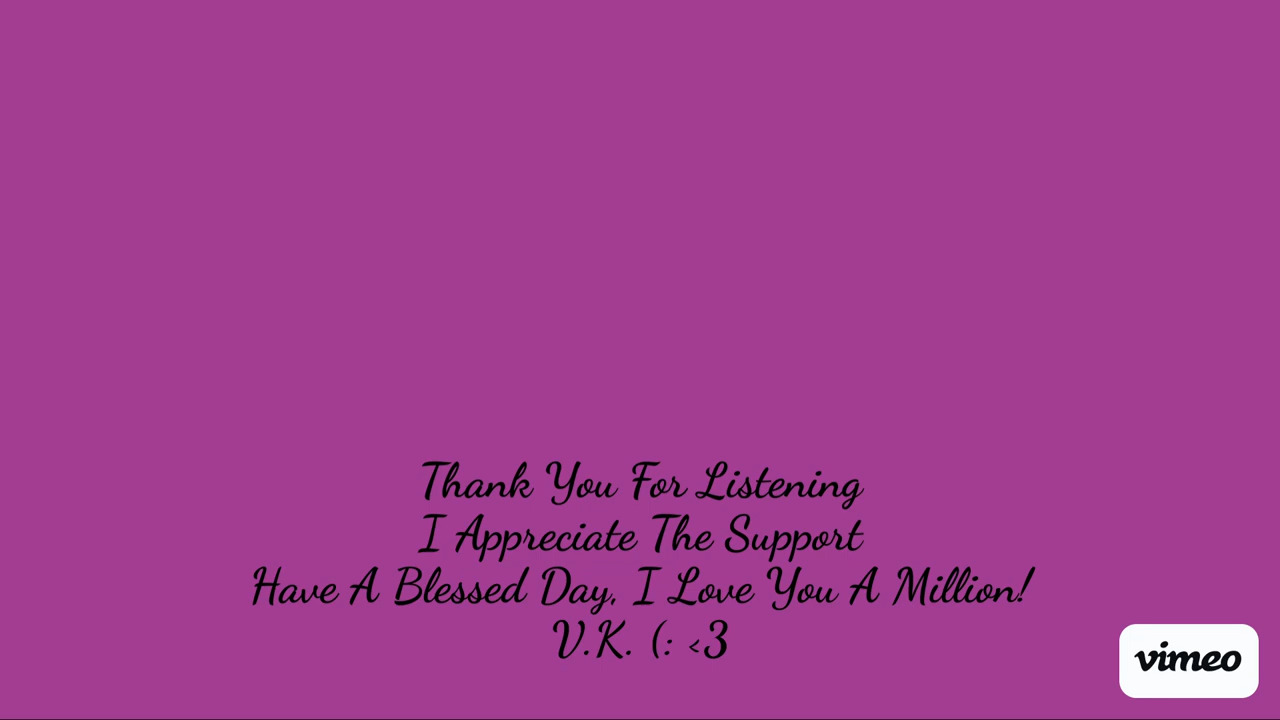 Thank You For Listening
I Appreciate The Support
Have A Blessed Day, I Love You A Million!
V.K. (: <3
vimeo